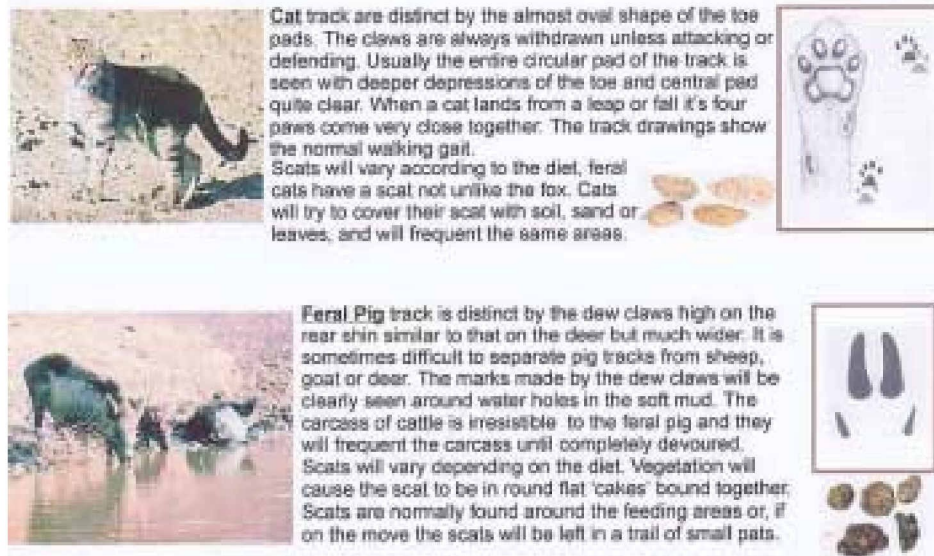 Cat track are distinct by the almost oval shape of the toe
pads. The claws are always withdrawn unless attacking or
defending. Usually the entire circular pad of the track is
seen with deeper depressions of the toe and central pad
quite clear. When a cat lands from a leap or fall it's four
paws come very close together. The track drawings show
the normal walking gait.
Scats will vary according to the diet, feral
cats have a scat not unlike the fox. Cats
will try to cover their scat with soil, sand or
leaves, and will frequent the same areas.
Feral Pig track is distinct by the dew claws high on the
rear shin similar to that on the deer but much wider. It is
sometimes difficult to separate pig tracks from sheep,
goat or deer. The marks made by the dew claws will be
clearly seen around water holes in the soft mud. The
carcass of cattle is irresistible to the feral pig and they
will frequent the carcass until completely devoured.
Scats will vary depending on the diet. Vegetation will
cause the scat to be in round flat 'cakes' bound together.
Scats are normally found around the feeding areas or, if
on the move the scats will be left in a trail of small pats.